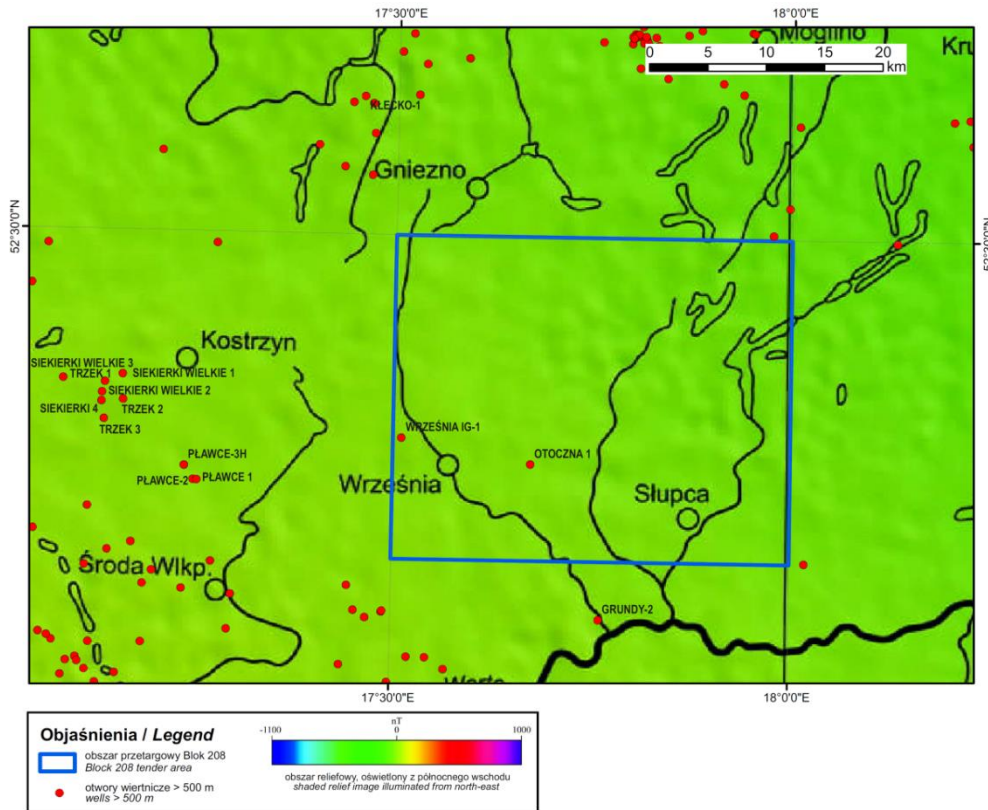 17°30'0"E
18°0'0"E
Mogilno
Kru
0 5 10 15 20
km
KŁECKO-1
Gniezno
52°30'0"N
52°30'0"N
Kostrzyn
SIEKIERKI WIELKIE 3
TRZEK 1
SIEKIERKI WIELKIE 1
SIEKIERKI WIELKIE 2
SIEKIERKI 4
TRZEK 2
TRZEK 3
WRZEŚNIA IG-1
PŁAWCE-3H
OTOCZNA 1
PŁAWCE-2
PŁAWCE 1
Września
Słupca
Środa Wlkp.
GRUNDY-2
Warta
17°30'0"E
18°0'0"E
Objaśnienia / Legend
obszar przetargowy Blok 208
Block 208 tender area
otwory wiertnicze > 500 m
wells > 500 m
nT
-1100 0 1000
obszar reliefowy, oświetlony z północnego wschodu
shaded relief image illuminated from north-east